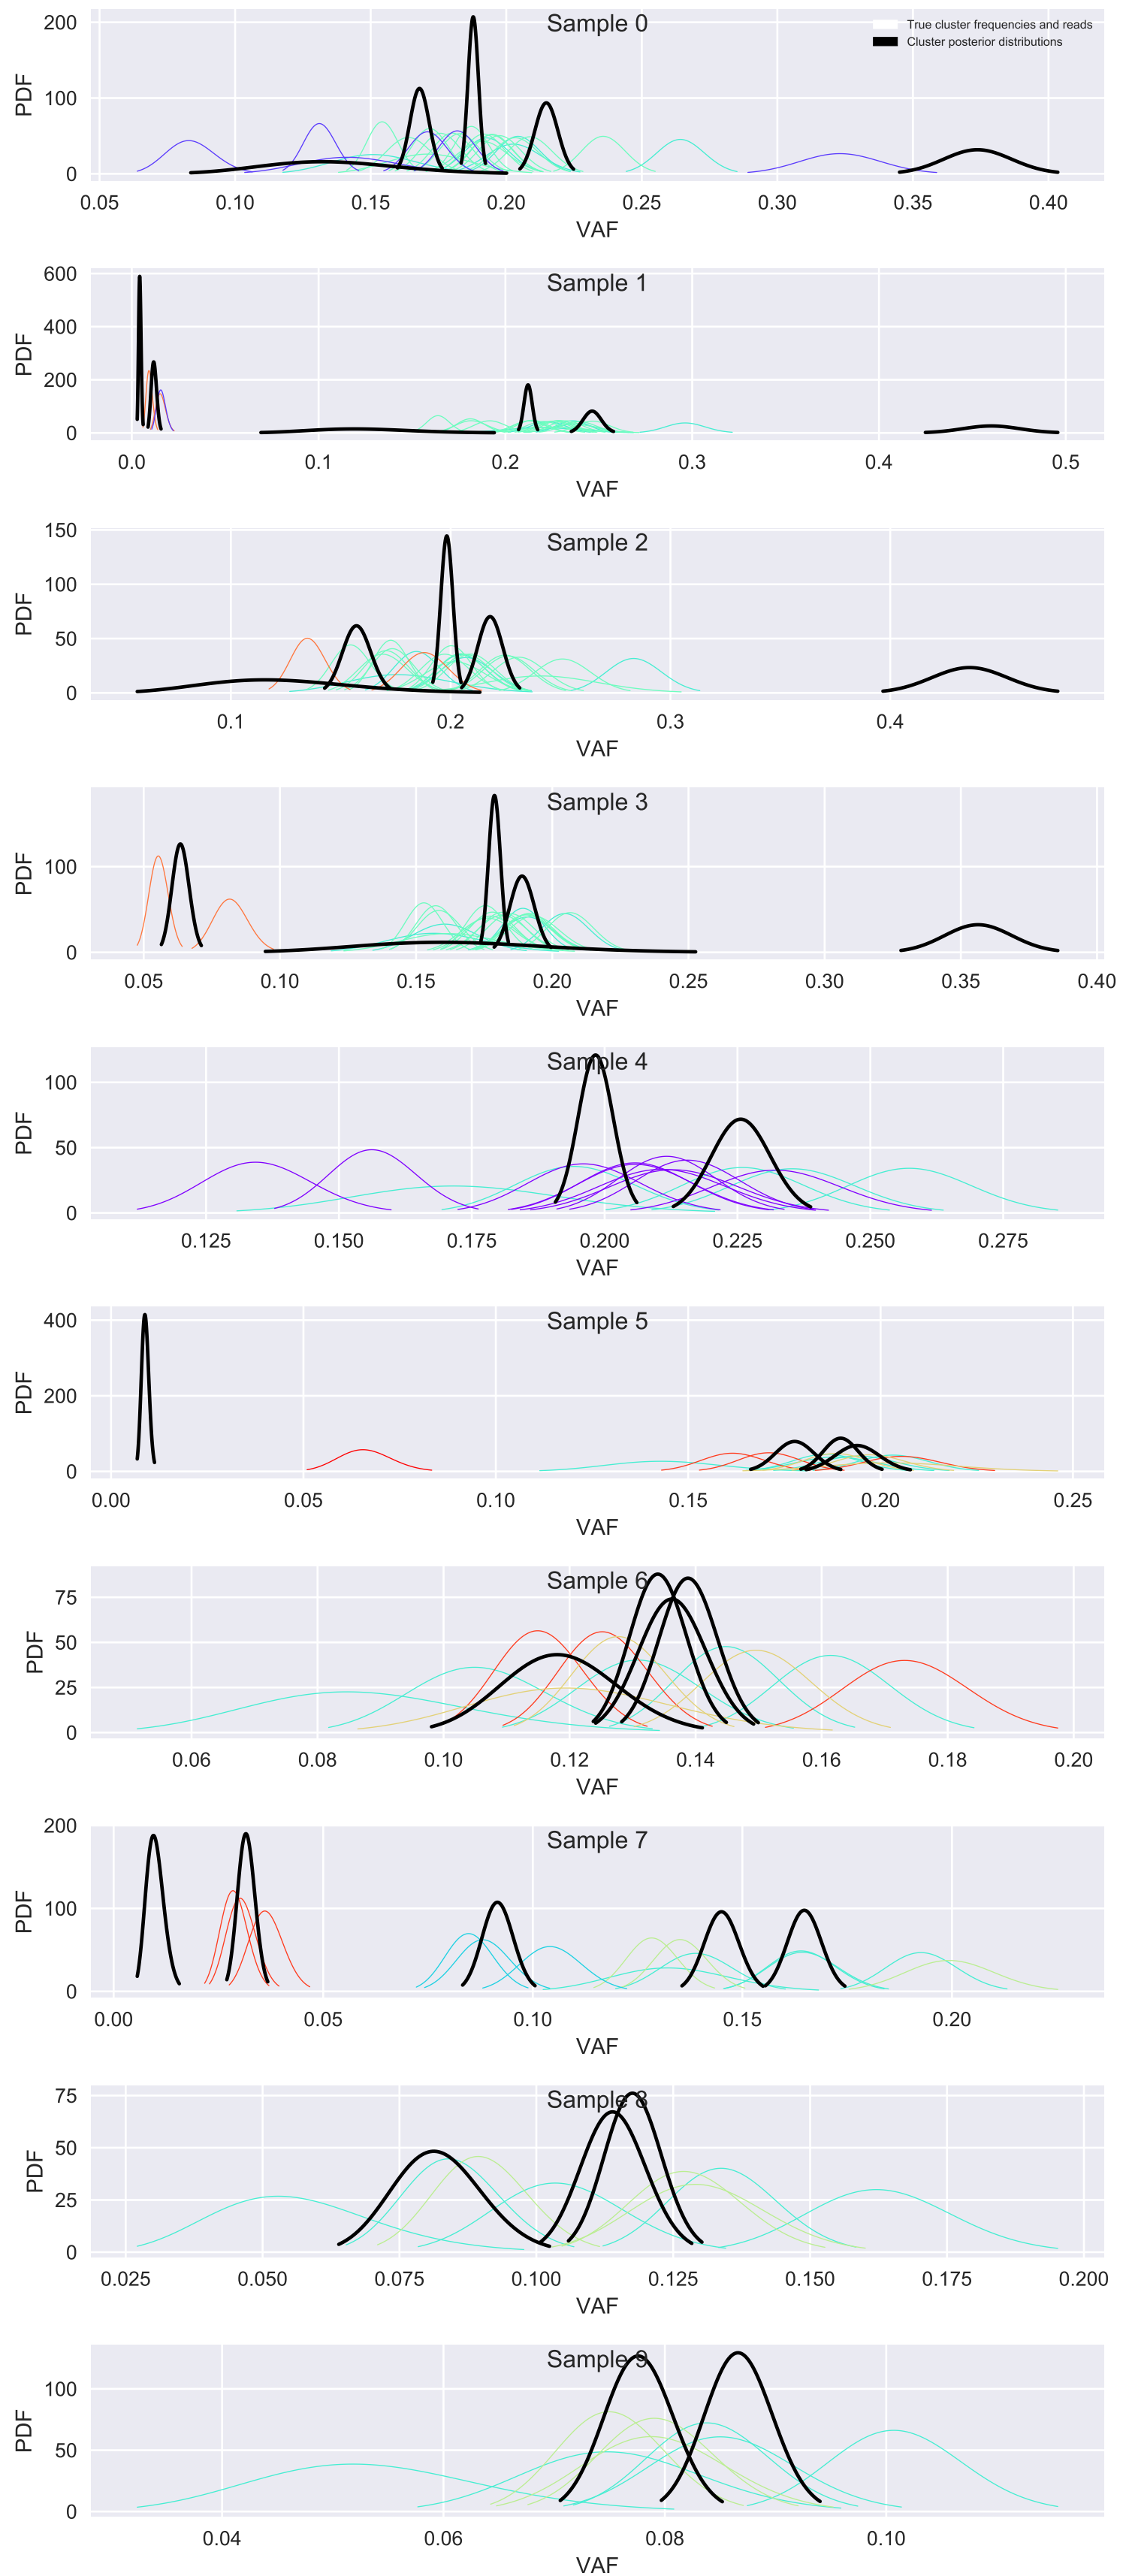 Sample 0
True cluster frequencies and reads
Cluster posterior distributions
200
100
0
PDF
0.05 0.10 0.15 0.20 0.25 0.30 0.35 0.40
VAF
Sample 1
600
400
200
0
PDF
0.0 0.1 0.2 0.3 0.4 0.5
VAF
Sample 2
150
100
50
0
PDF
0.1 0.2 0.3 0.4
VAF
Sample 3
100
0
PDF
0.05 0.10 0.15 0.20 0.25 0.30 0.35 0.40
VAF
Sample 4
100
50
0
PDF
0.125 0.150 0.175 0.200 0.225 0.250 0.275
VAF
Sample 5
400
200
0
PDF
0.00 0.05 0.10 0.15 0.20 0.25
VAF
Sample 6
75
50
25
0
PDF
0.06 0.08 0.10 0.12 0.14 0.16 0.18 0.20
VAF
Sample 7
200
100
0
PDF
0.00 0.05 0.10 0.15 0.20
VAF
Sample 8
75
50
25
0
PDF
0.025 0.050 0.075 0.100 0.125 0.150 0.175 0.200
VAF
Sample 9
100
50
0
PDF
0.04 0.06 0.08 0.10
VAF